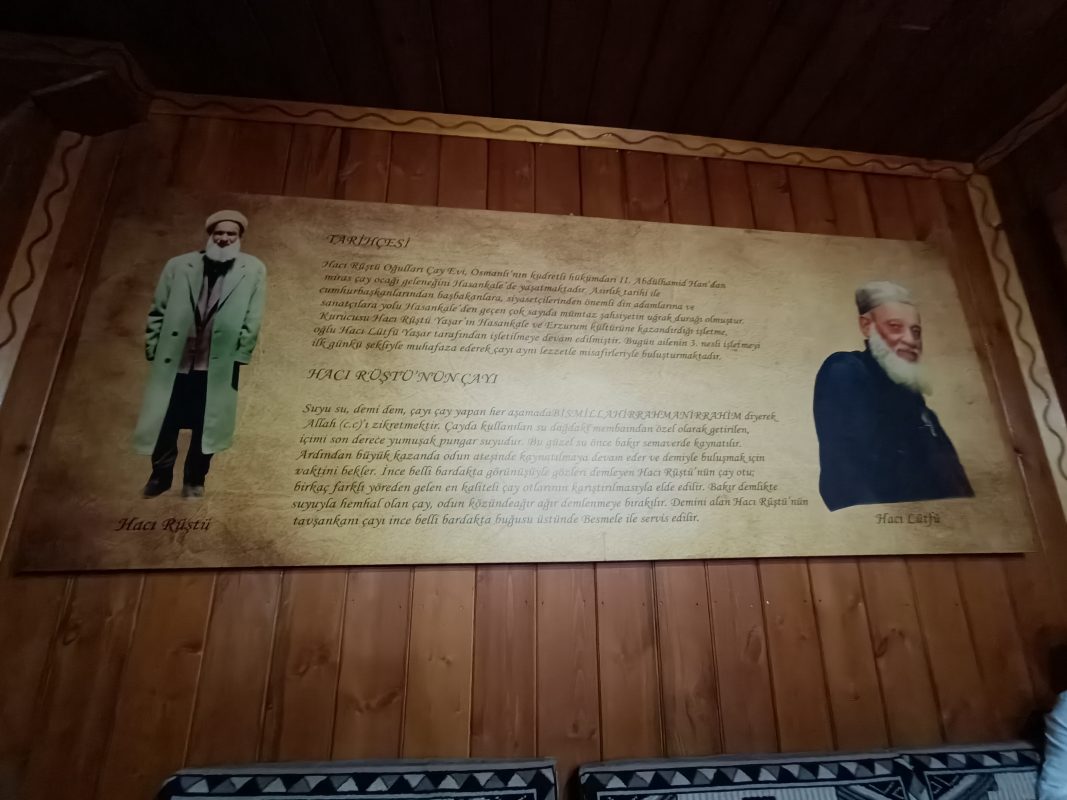 TARİHÇESİ
Hacı Rüştü Oğulları Çay Evi, Osmanlı'nın kudretli hükümdarı II. Abdülhamid Han'dan
miras çay ocağı geleneğini Hasankale'de yaşatmaktadır. Asırlık tarihi ile
cumhurbaşkanlarından başbakanlara, siyasetçilerinden önemli din adamlarına ve
sanatçılara yolu Hasankale'den geçen çok sayıda mümtaz şahsiyetin uğrak durağı olmuştur.
Kurucusu Hacı Rüştü Yaşar'ın Hasankale ve Erzurum kültürüne kazandırdığı işletme,
oğlu Hacı Lütfü Yaşar tarafından işletilmeye devam edilmiştir. Bugün ailenin 3. nesli işletmeyi
ilk günkü şekliyle muhafaza ederek çayı aynı lezzetle misafirleriyle buluşturmaktadır.
HACI RÜŞTÜ'NÜN ÇAYI
Suyu su, demi dem, çayı çay yapan her aşamadaBİSMİLLAHİRRAHMANİRRAHİM diyerek
Allah (c.c)'ı zikretmektir. Çayda kullanılan su dağdaki membaından özel olarak getirilen,
içimi son derece yumuşak pungar suyudur. Bu güzel su önce bakır semaverde kaynatılır.
Ardından büyük kazanda odun ateşinde kaynatılmaya devam eder ve demiyle buluşmak için
vaktini bekler. İnce belli bardakta görünüşüyle gözleri demleyen Hacı Rüştü'nün çay otu;
birkaç farklı yöreden gelen en kaliteli çay otlarının karıştırılmasıyla elde edilir. Bakır demlikte
suyuyla hemhal olan çay, odun közündeağır ağır demlenmeye bırakılır. Demini alan Hacı Rüştü'nün
tavşankanı çayı ince belli bardakta buğusu üstünde Besmele ile servis edilir.
Hacı Rüştü
Hacı Lütfü